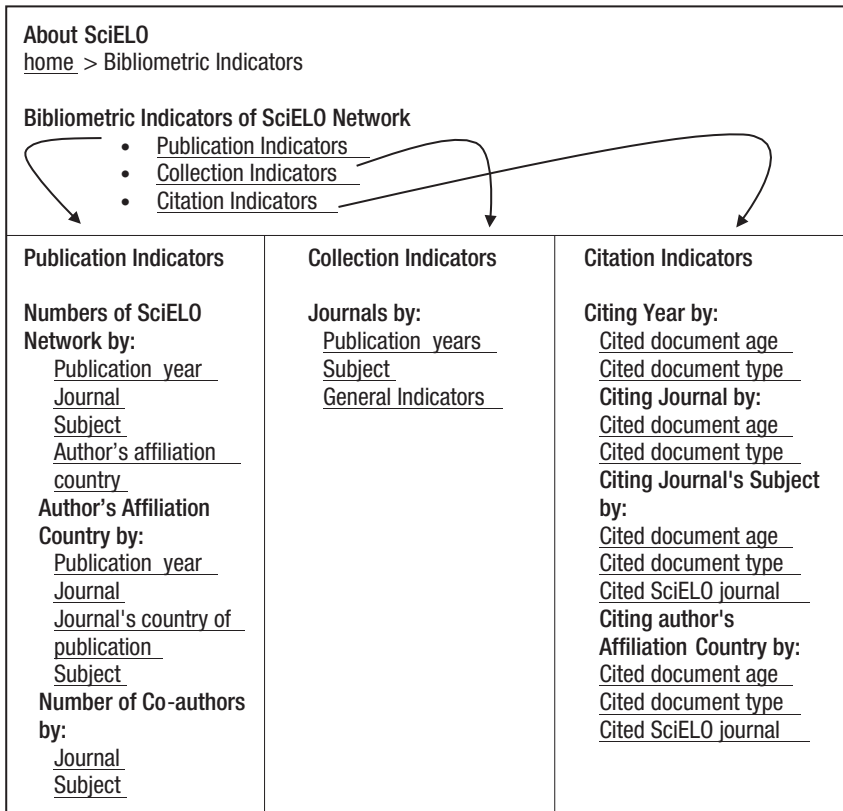 About SciELO
home > Bibliometric Indicators
Bibliometric Indicators of SciELO Network
• Publication Indicators
• Collection Indicators
• Citation Indicators
Publication Indicators
Numbers of SciELO
Network by:
Publication year
Journal
Subject
Author's affiliation
country
Author's Affiliation
Country by:
Publication year
Journal
Journal's country of
publication
Subject
Number of Co-authors
by:
Journal
Subject
Collection Indicators
Journals by:
Publication years
Subject
General Indicators
Citation Indicators
Citing Year by:
Cited document age
Cited document type
Citing Journal by:
Cited document age
Cited document type
Citing Journal's Subject
by:
Cited document age
Cited document type
Cited SciELO journal
Citing author's
Affiliation Country by:
Cited document age
Cited document type
Cited SciELO journal